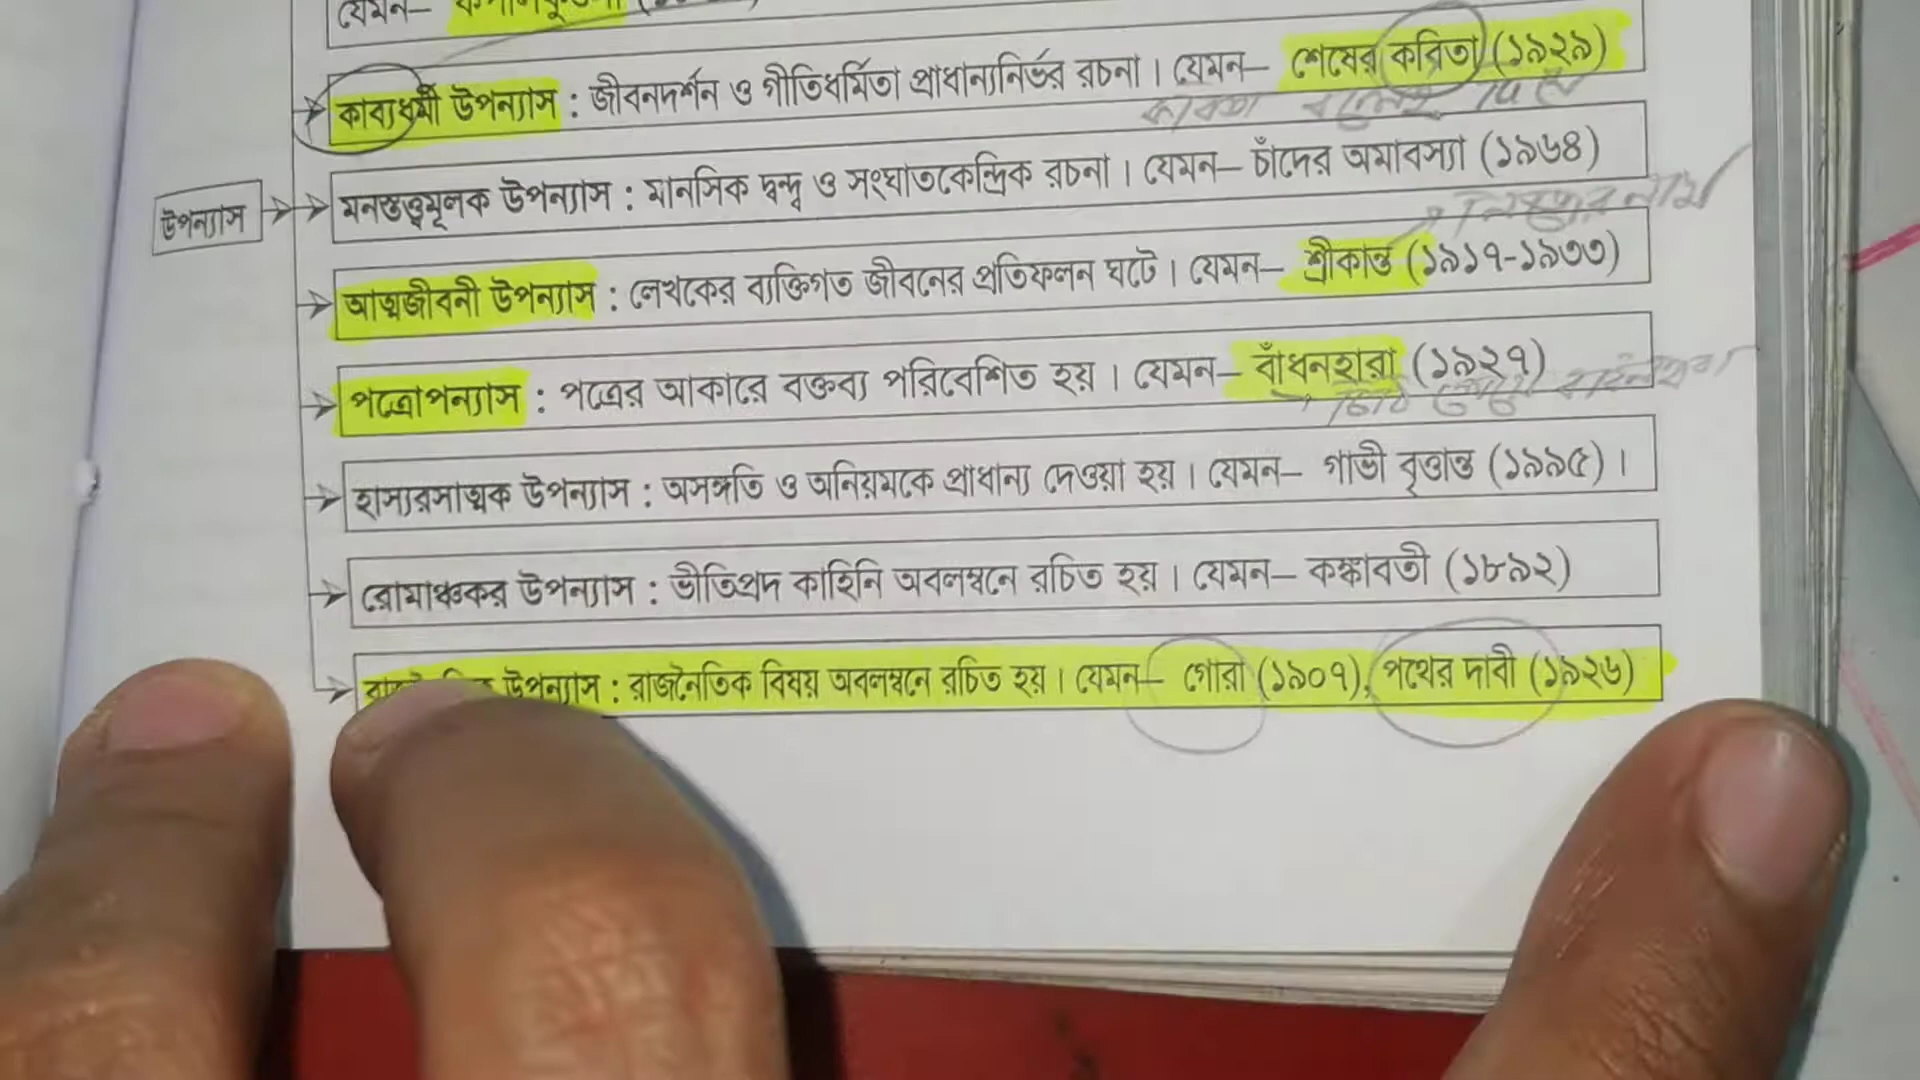 যেমন–
কাব্যধর্মী উপন্যাস : জীবনদর্শন ও গীতিধর্মিতা প্রাধান্যনির্ভর রচনা। যেমন– শেষের কবিতা (১৯২৯)
মনস্তত্ত্বমূলক উপন্যাস : মানসিক দ্বন্দ্ব ও সংঘাতকেন্দ্রিক রচনা। যেমন– চাঁদের অমাবস্যা (১৯৬৪)
উপন্যাস
আত্মজীবনী উপন্যাস : লেখকের ব্যক্তিগত জীবনের প্রতিফলন ঘটে। যেমন– শ্রীকান্ত (১৯১৭-১৯৩৩)
পত্রোপন্যাস : পত্রের আকারে বক্তব্য পরিবেশিত হয়। যেমন– বাঁধনহারা (১৯২৭)
হাস্যরসাত্মক উপন্যাস : অসঙ্গতি ও অনিয়মকে প্রাধান্য দেওয়া হয়। যেমন– গাভী বৃত্তান্ত (১৯৯৫)।
রোমাঞ্চকর উপন্যাস : ভীতিপ্রদ কাহিনি অবলম্বনে রচিত হয়। যেমন– কঙ্কাবতী (১৮৯২)
উপন্যাস : রাজনৈতিক বিষয় অবলম্বনে রচিত হয়। যেমন– গোরা (১৯০৭), পথের দাবী (১৯২৬)